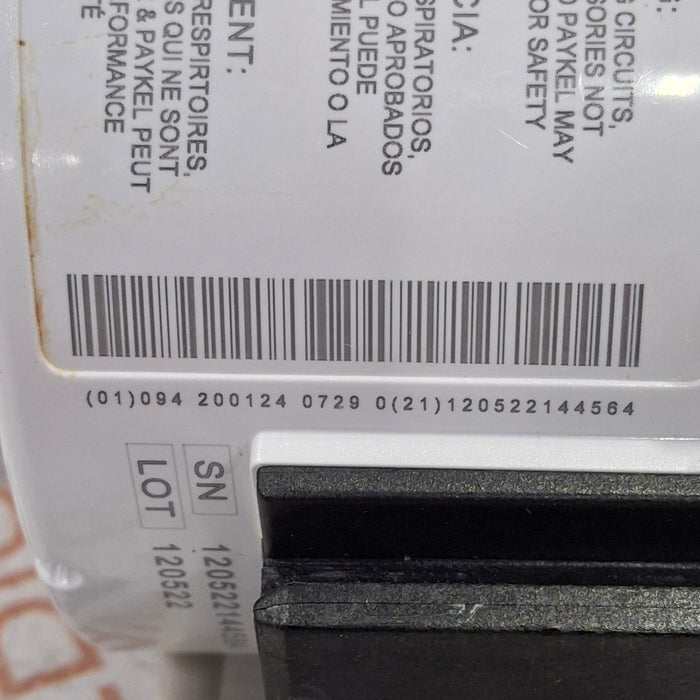 G CIRCUITS,
SORIES NOT
PAYKEL MAY
OR SAFETY
CIA:
SPIRATORIOS,
O APROBADOS
L PUEDE
MIENTO O LA
ENT:
RESPIRTOIRES,
S QUI NE SONT
& PAYKEL PEUT
FORMANCE
TÉ
(01)094 200124 0729 0(21)120522144564
SN
LOT 120522